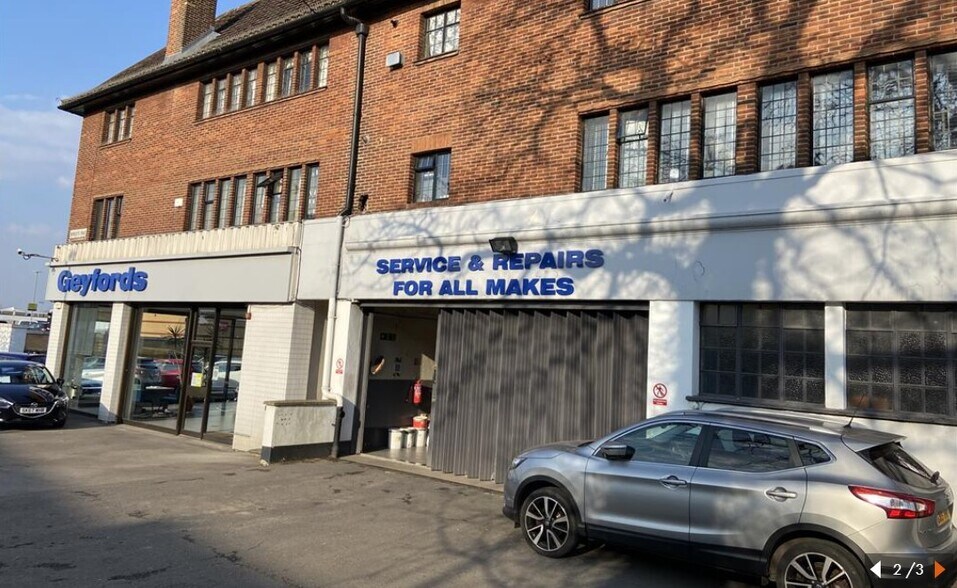 Geyfords
SERVICE & REPAIRS
FOR ALL MAKES
2/3